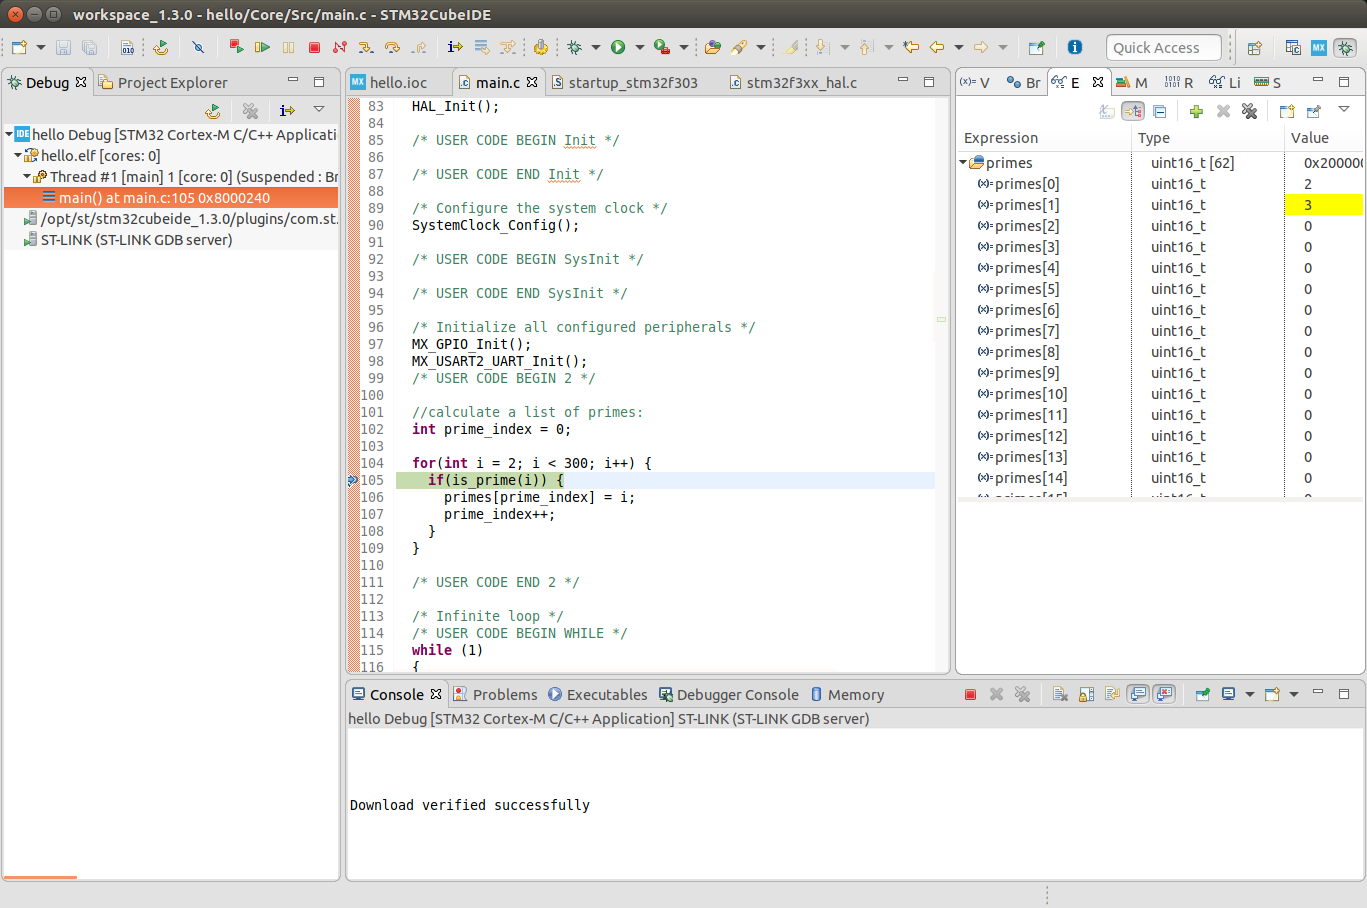 workspace_1.3.0 - hello/Core/Src/main.c - STM32CubeIDE
Quick Access
MX
Debug
Project Explorer
IDE hello Debug [STM32 Cortex-M C/C++ Applicati
hello.elf [cores: 0]
Thread #1 [main] 1 [core: 0] (Suspended : Br
main() at main.c:105 0x8000240
/opt/st/stm32cubeide_1.3.0/plugins/com.st.
ST-LINK (ST-LINK GDB server)
MX hello.ioc
main.c
startup_stm32f303
stm32f3xx_hal.c
83 HAL_Init();
84
85 /* USER CODE BEGIN Init */
86
87 /* USER CODE END Init */
88
89 /* Configure the system clock */
90 SystemClock_Config();
91
92 /* USER CODE BEGIN SysInit */
93
94 /* USER CODE END SysInit */
95
96 /* Initialize all configured peripherals */
97 MX_GPIO_Init();
98 MX_USART2_UART_Init();
99 /* USER CODE BEGIN 2 */
100
101 //calculate a list of primes:
102 int prime_index = 0;
103
104 for(int i = 2; i < 300; i++) {
105 if(is_prime(i)) {
106 primes[prime_index] = i;
107 prime_index++;
108 }
109 }
110
111 /* USER CODE END 2 */
112
113 /* Infinite loop */
114 /* USER CODE BEGIN WHILE */
115 while (1)
116 {
(x)= V
Br
E
M
R
Li
S
Expression Type Value
primes uint16_t [62] 0x200000
(x)= primes[0] uint16_t 2
(x)= primes[1] uint16_t 3
(x)= primes[2] uint16_t 0
(x)= primes[3] uint16_t 0
(x)= primes[4] uint16_t 0
(x)= primes[5] uint16_t 0
(x)= primes[6] uint16_t 0
(x)= primes[7] uint16_t 0
(x)= primes[8] uint16_t 0
(x)= primes[9] uint16_t 0
(x)= primes[10] uint16_t 0
(x)= primes[11] uint16_t 0
(x)= primes[12] uint16_t 0
(x)= primes[13] uint16_t 0
(x)= primes[14] uint16_t 0
Console
Problems
Executables
Debugger Console
Memory
hello Debug [STM32 Cortex-M C/C++ Application] ST-LINK (ST-LINK GDB server)
Download verified successfully